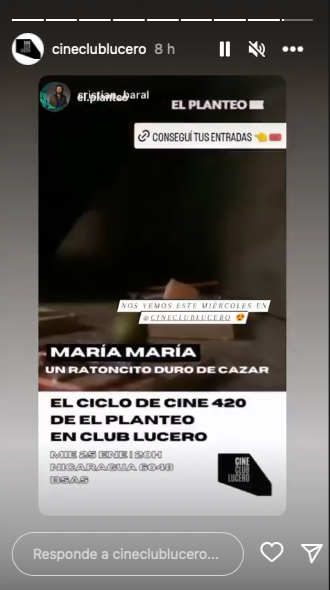 cineclublucero 8 h
cristian_baral
el.planteo
EL PLANTEO
CONSEGUÍ TUS ENTRADAS
NOS VEMOS ESTE MIÉRCOLES EN
@CINECLUBLUCERO
MARÍA MARÍA
UN RATONCITO DURO DE CAZAR
EL CICLO DE CINE 420
DE EL PLANTEO
EN CLUB LUCERO
MIE 25 ENE | 20H
NICARAGUA 6048
BSAS
CINE
CLUB
LUCERO
Responde a cineclublucero...